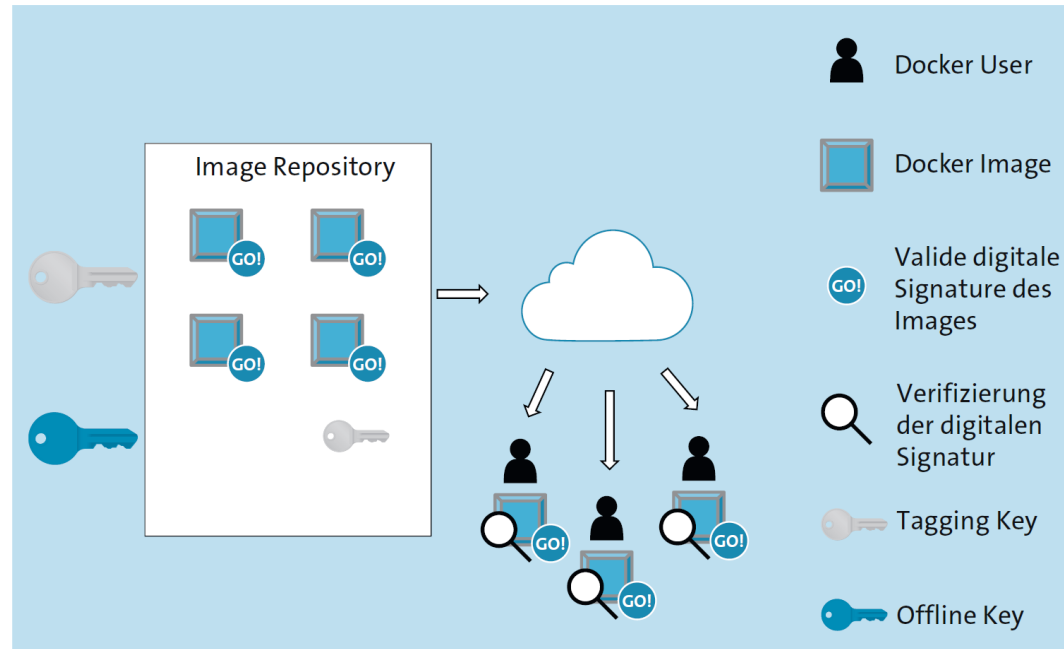 Image Repository
GO!
GO!
GO!
GO!
GO!
GO!
GO!
Docker User
Docker Image
GO!
Valide digitale
Signature des
Images
Verifizierung
der digitalen
Signatur
Tagging Key
Offline Key